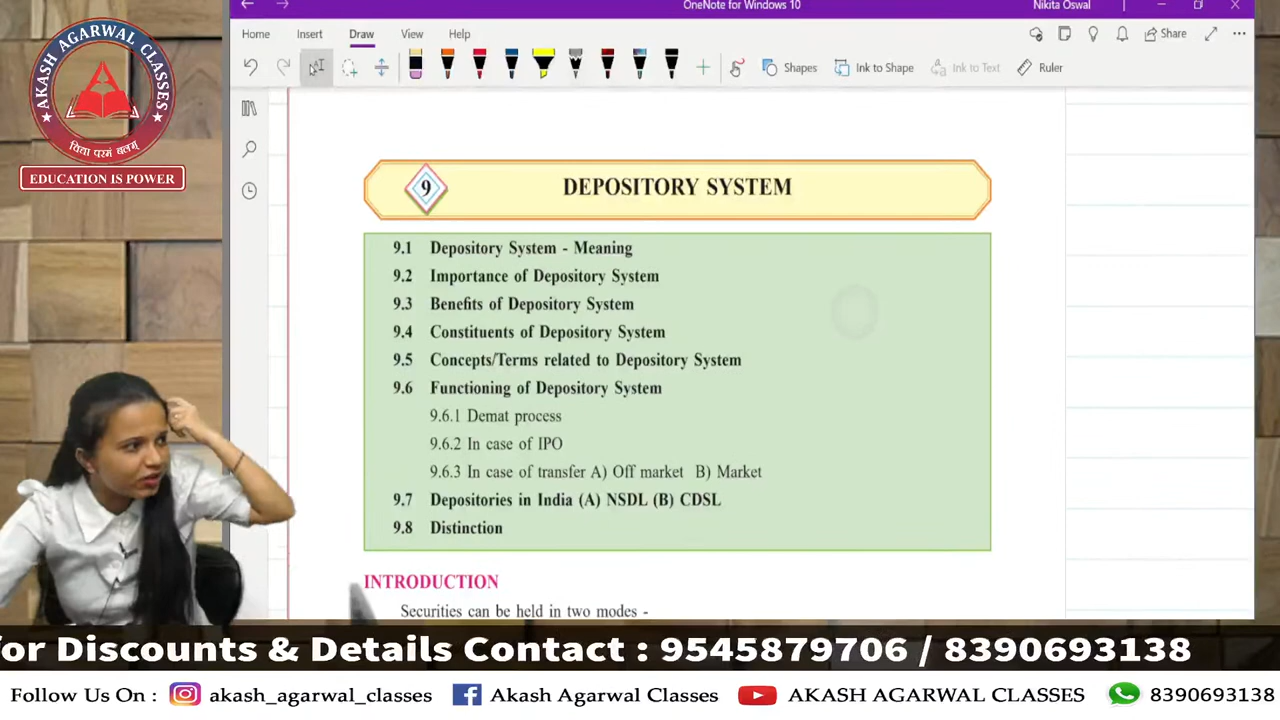 OneNote for Windows 10
Nikita Oswal
Home
Insert
Draw
View
Help
Share
Shapes
Ink to Shape
Ink to Text
Ruler
AKASH AGARWAL CLASSES
विद्या परमं बलम्
EDUCATION IS POWER
9
DEPOSITORY SYSTEM
9.1 Depository System - Meaning
9.2 Importance of Depository System
9.3 Benefits of Depository System
9.4 Constituents of Depository System
9.5 Concepts/Terms related to Depository System
9.6 Functioning of Depository System
9.6.1 Demat process
9.6.2 In case of IPO
9.6.3 In case of transfer A) Off market B) Market
9.7 Depositories in India (A) NSDL (B) CDSL
9.8 Distinction
INTRODUCTION
Securities can be held in two modes -
for Discounts & Details Contact : 9545879706 / 8390693138
Follow Us On : akash_agarwal_classes Akash Agarwal Classes AKASH AGARWAL CLASSES 8390693138